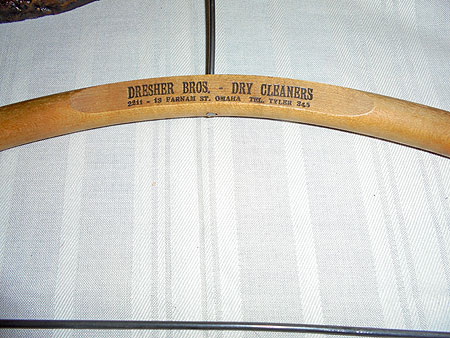 DRESHER BROS. - DRY CLEANERS
2211 - 13 FARNAM ST. OMAHA TEL. TYLER 345